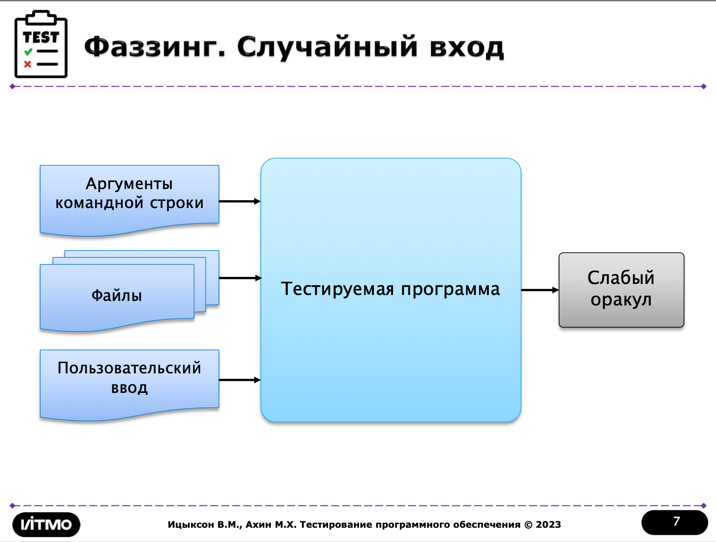 TEST
Фаззинг. Случайный вход
Аргументы
командной строки
Файлы
Пользовательский
ввод
Тестируемая программа
Слабый
оракул
ИТМО
Ицыксон В.М., Ахин М.Х. Тестирование программного обеспечения © 2023
7